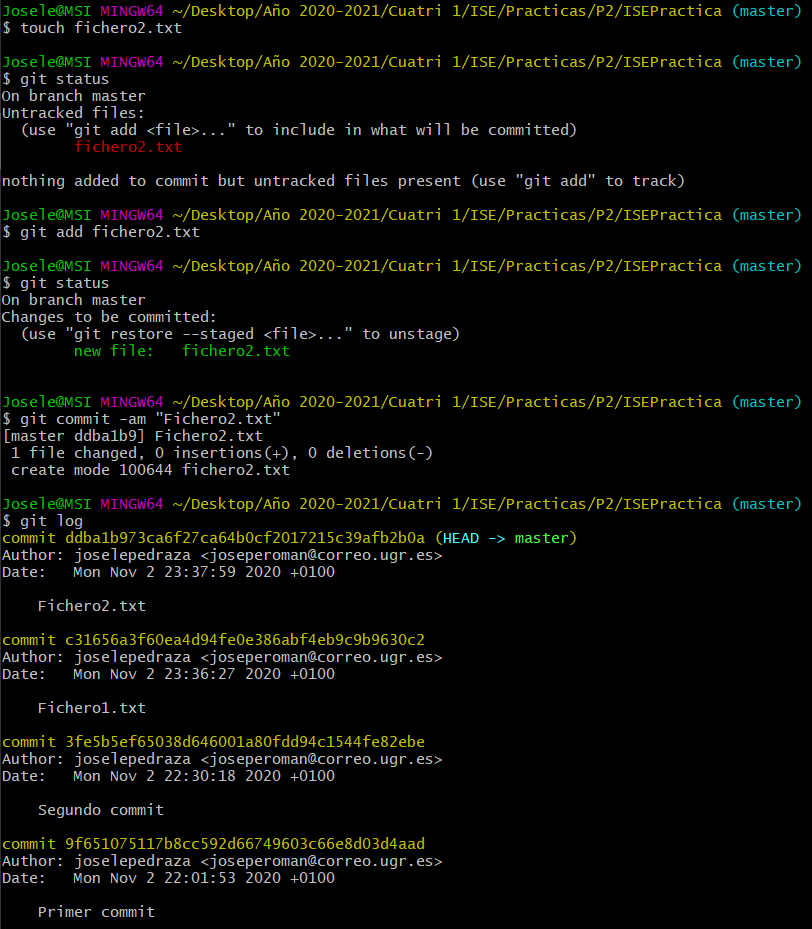 Josele@MSI MINGW64 ~/Desktop/Año 2020-2021/Cuatri 1/ISE/Practicas/P2/ISEPractica (master)
$ touch fichero2.txt
Josele@MSI MINGW64 ~/Desktop/Año 2020-2021/Cuatri 1/ISE/Practicas/P2/ISEPractica (master)
$ git status
On branch master
Untracked files:
  (use "git add <file>..." to include in what will be committed)
        fichero2.txt
nothing added to commit but untracked files present (use "git add" to track)
Josele@MSI MINGW64 ~/Desktop/Año 2020-2021/Cuatri 1/ISE/Practicas/P2/ISEPractica (master)
$ git add fichero2.txt
Josele@MSI MINGW64 ~/Desktop/Año 2020-2021/Cuatri 1/ISE/Practicas/P2/ISEPractica (master)
$ git status
On branch master
Changes to be committed:
  (use "git restore --staged <file>..." to unstage)
        new file:   fichero2.txt
Josele@MSI MINGW64 ~/Desktop/Año 2020-2021/Cuatri 1/ISE/Practicas/P2/ISEPractica (master)
$ git commit -am "Fichero2.txt"
[master ddba1b9] Fichero2.txt
 1 file changed, 0 insertions(+), 0 deletions(-)
 create mode 100644 fichero2.txt
Josele@MSI MINGW64 ~/Desktop/Año 2020-2021/Cuatri 1/ISE/Practicas/P2/ISEPractica (master)
$ git log
commit ddba1b973ca6f27ca64b0cf2017215c39afb2b0a (HEAD -> master)
Author: joselepedraza <joseperoman@correo.ugr.es>
Date:   Mon Nov 2 23:37:59 2020 +0100
    Fichero2.txt
commit c31656a3f60ea4d94fe0e386abf4eb9c9b9630c2
Author: joselepedraza <joseperoman@correo.ugr.es>
Date:   Mon Nov 2 23:36:27 2020 +0100
    Fichero1.txt
commit 3fe5b5ef65038d646001a80fdd94c1544fe82ebe
Author: joselepedraza <joseperoman@correo.ugr.es>
Date:   Mon Nov 2 22:30:18 2020 +0100
    Segundo commit
commit 9f651075117b8cc592d66749603c66e8d03d4aad
Author: joselepedraza <joseperoman@correo.ugr.es>
Date:   Mon Nov 2 22:01:53 2020 +0100
    Primer commit